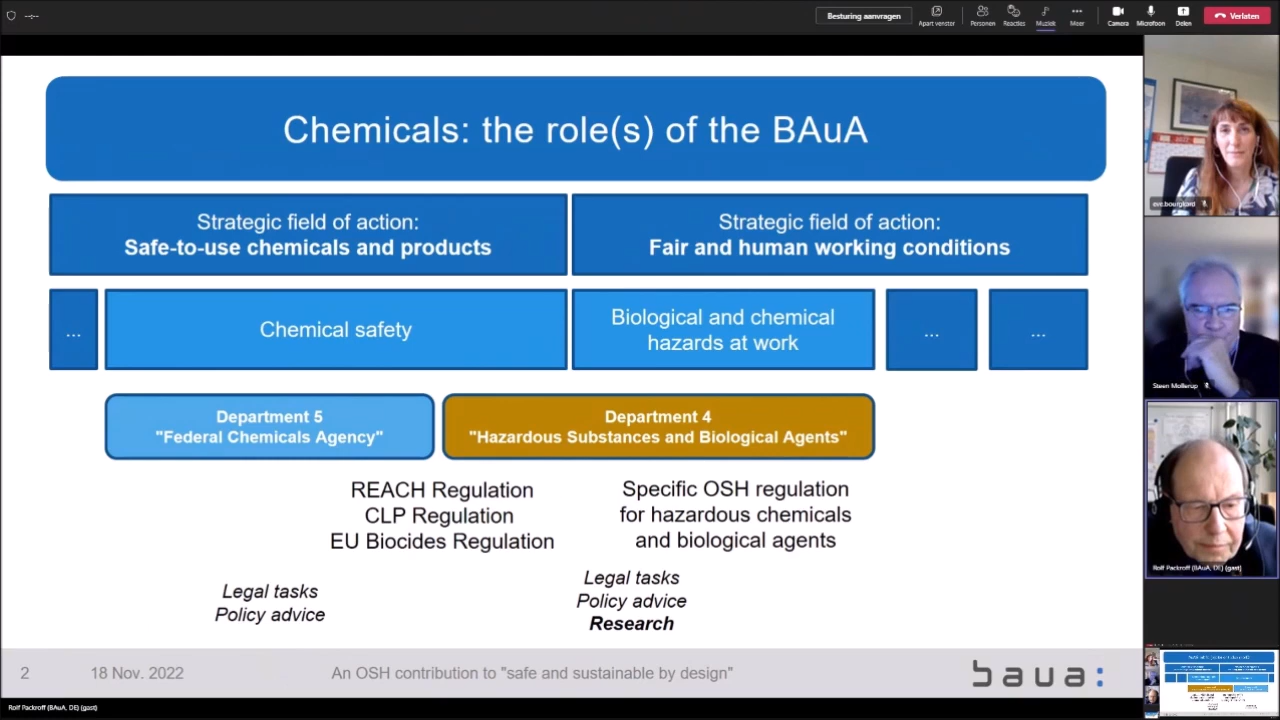 Besturing aanvragen
Apart venster
Personen
Reacties
Muziek
Meer
Camera
Microfoon
Delen
Verlaten
Chemicals: the role(s) of the BAuA
Strategic field of action:
Safe-to-use chemicals and products
Strategic field of action:
Fair and human working conditions
...
Chemical safety
Biological and chemical
hazards at work
...
...
Department 5
"Federal Chemicals Agency"
Department 4
"Hazardous Substances and Biological Agents"
REACH Regulation
CLP Regulation
EU Biocides Regulation
Specific OSH regulation
for hazardous chemicals
and biological agents
Legal tasks
Policy advice
Legal tasks
Policy advice
Research
2
18 Nov. 2022
An OSH contribution
sustainable by design"
baua:
eve.bourgkard
Steen Mollerup
Rolf Packroff (BAuA, DE) (gast)
Rolf Packroff (BAuA, DE) (gast)